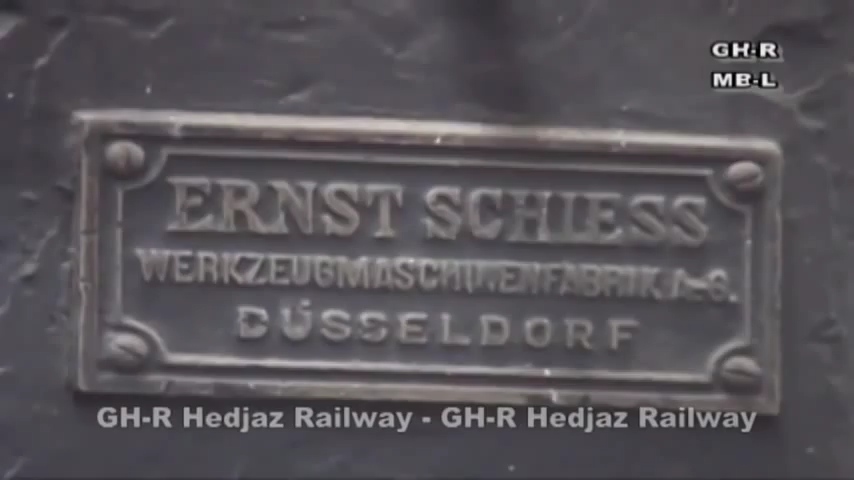 GH-R
MB-L
ERNST SCHIESS
WERKZEUGMASCHINENFABRIK A-G.
DÜSSELDORF
GH-R Hedjaz Railway - GH-R Hedjaz Railway